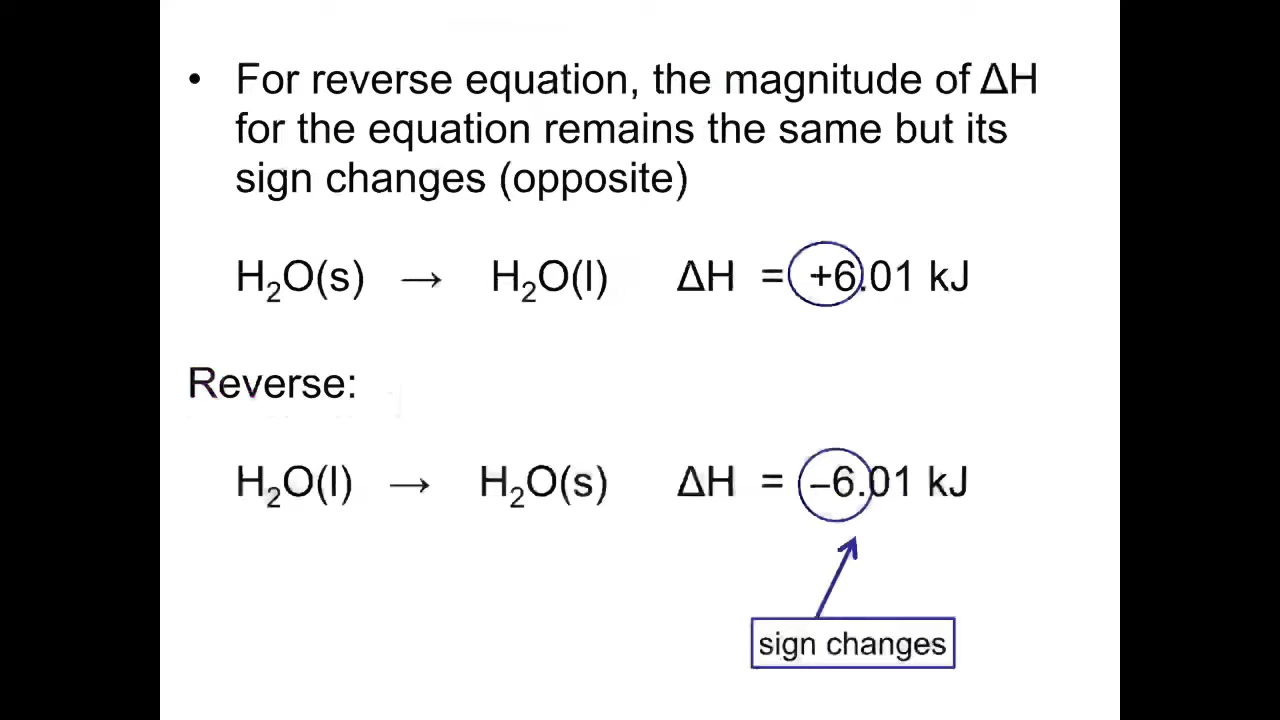 • For reverse equation, the magnitude of ΔH
for the equation remains the same but its
sign changes (opposite)
H₂O(s) → H₂O(l) ΔH = +6.01 kJ
Reverse:
H₂O(l) → H₂O(s) ΔH = –6.01 kJ
sign changes